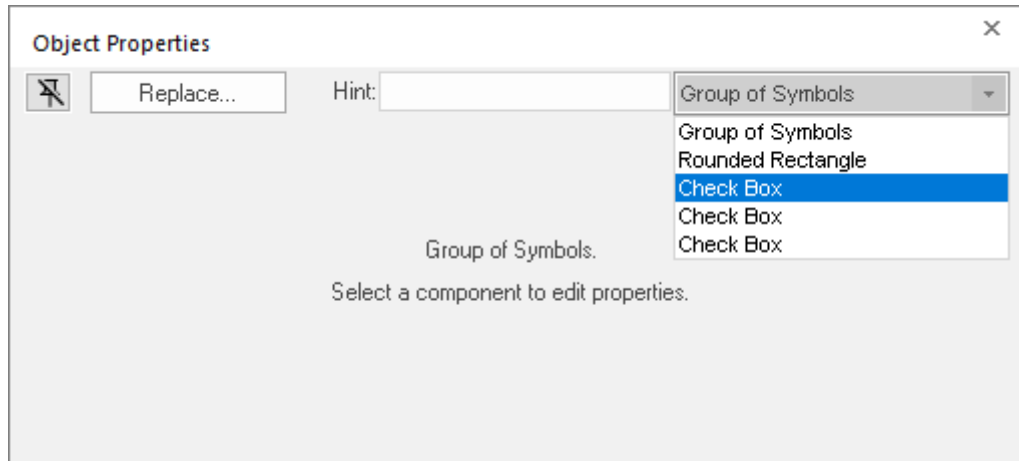 Object Properties
Replace... Hint: Group of Symbols
Group of Symbols
Rounded Rectangle
Check Box
Check Box
Check Box
Group of Symbols.
Select a component to edit properties.